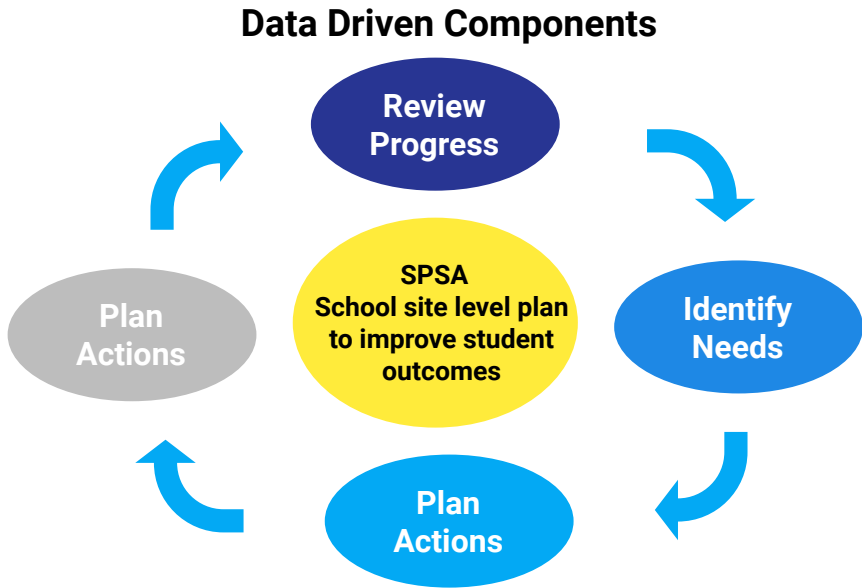 Data Driven Components
Review
Progress
SPSA
School site level plan
to improve student
outcomes
Plan
Actions
Identify
Needs
Plan
Actions